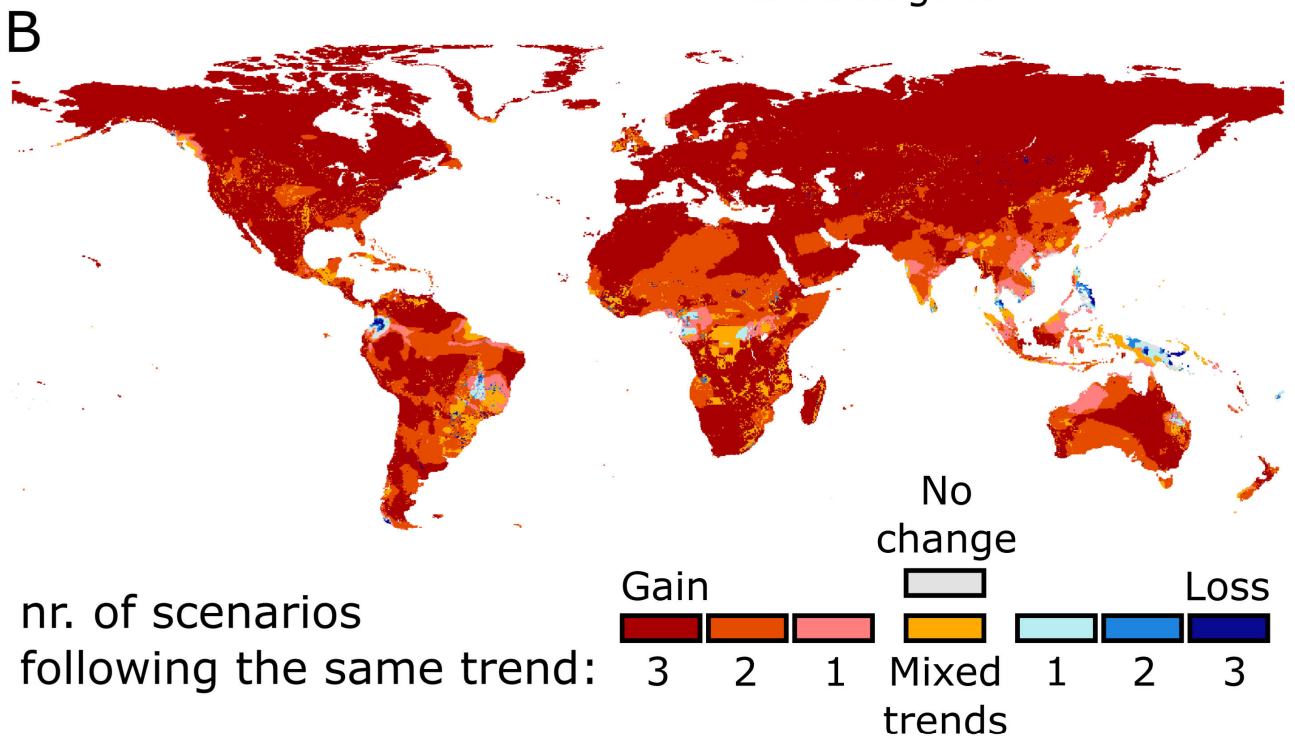 B
No
change
Gain
Loss
nr. of scenarios
following the same trend:
3 2 1 Mixed 1 2 3
trends